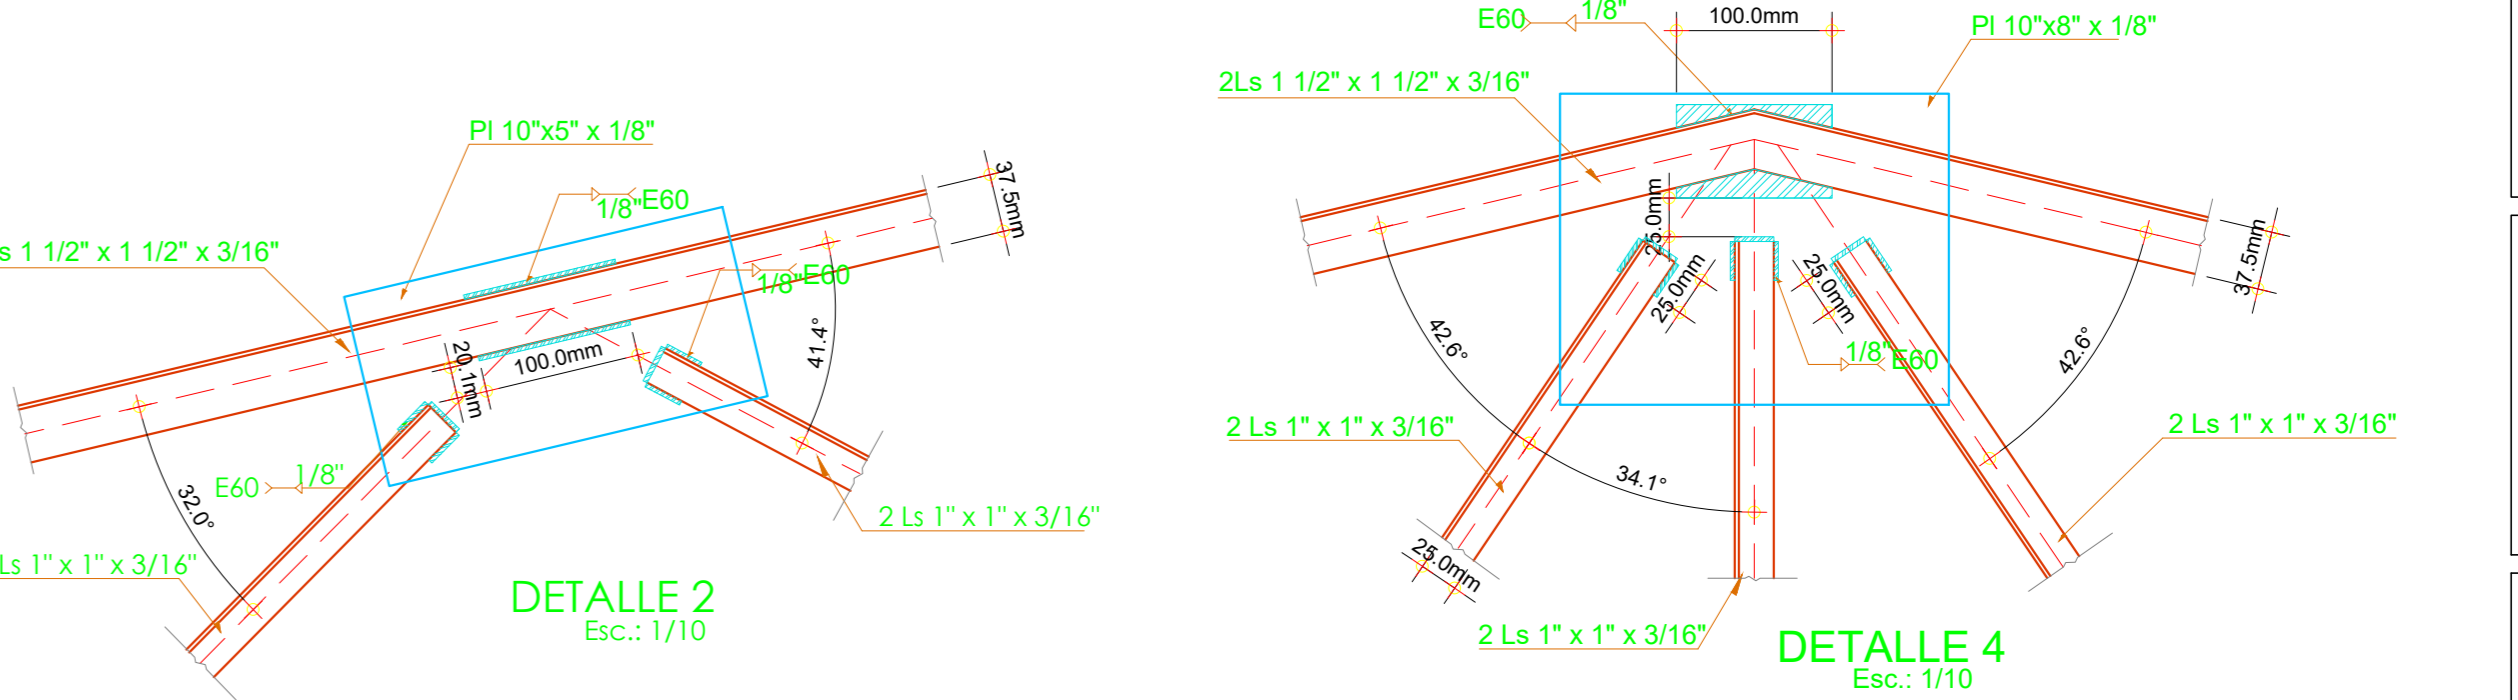 Pl 10"x5" x 1/8"
1/8" E60
37.5mm
s 1 1/2" x 1 1/2" x 3/16"
1/8" E60
20.1mm
100.0mm
41.4°
E60 1/8"
32.0°
2 Ls 1" x 1" x 3/16"
Ls 1" x 1" x 3/16"
DETALLE 2
Esc.: 1/10
E60 1/8"
100.0mm
Pl 10"x8" x 1/8"
2Ls 1 1/2" x 1 1/2" x 3/16"
25.0mm
25.0mm
25.0mm
37.5mm
42.6°
42.6°
1/8" E60
2 Ls 1" x 1" x 3/16"
2 Ls 1" x 1" x 3/16"
34.1°
25.0mm
2 Ls 1" x 1" x 3/16"
DETALLE 4
Esc.: 1/10